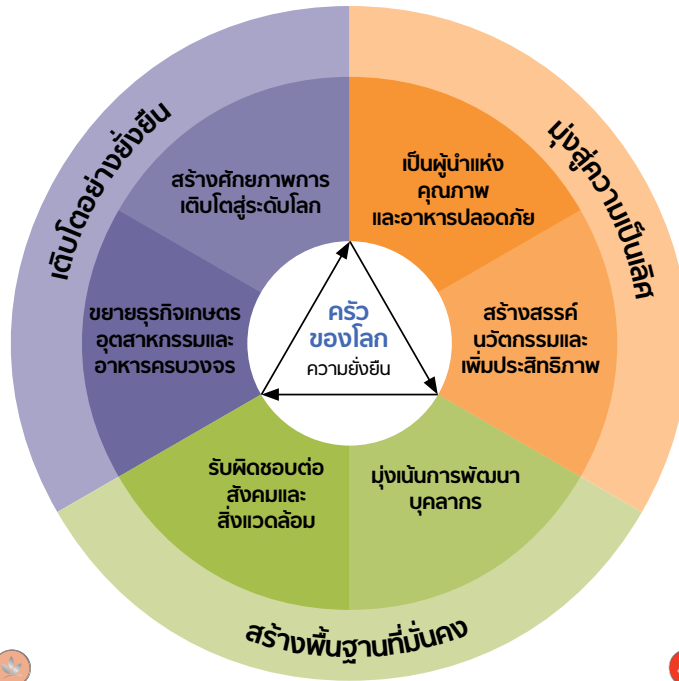 เติบโตอย่างยั่งยืน
มุ่งสู่ความเป็นเลิศ
สร้างศักยภาพการ
เติบโตสู่ระดับโลก
เป็นผู้นำแห่ง
คุณภาพ
และอาหารปลอดภัย
ขยายธุรกิจเกษตร
อุตสาหกรรมและ
อาหารครบวงจร
ครัว
ของโลก
ความยั่งยืน
สร้างสรรค์
นวัตกรรมและ
เพิ่มประสิทธิภาพ
รับผิดชอบต่อ
สังคมและ
สิ่งแวดล้อม
มุ่งเน้นการพัฒนา
บุคลากร
สร้างพื้นฐานที่มั่นคง